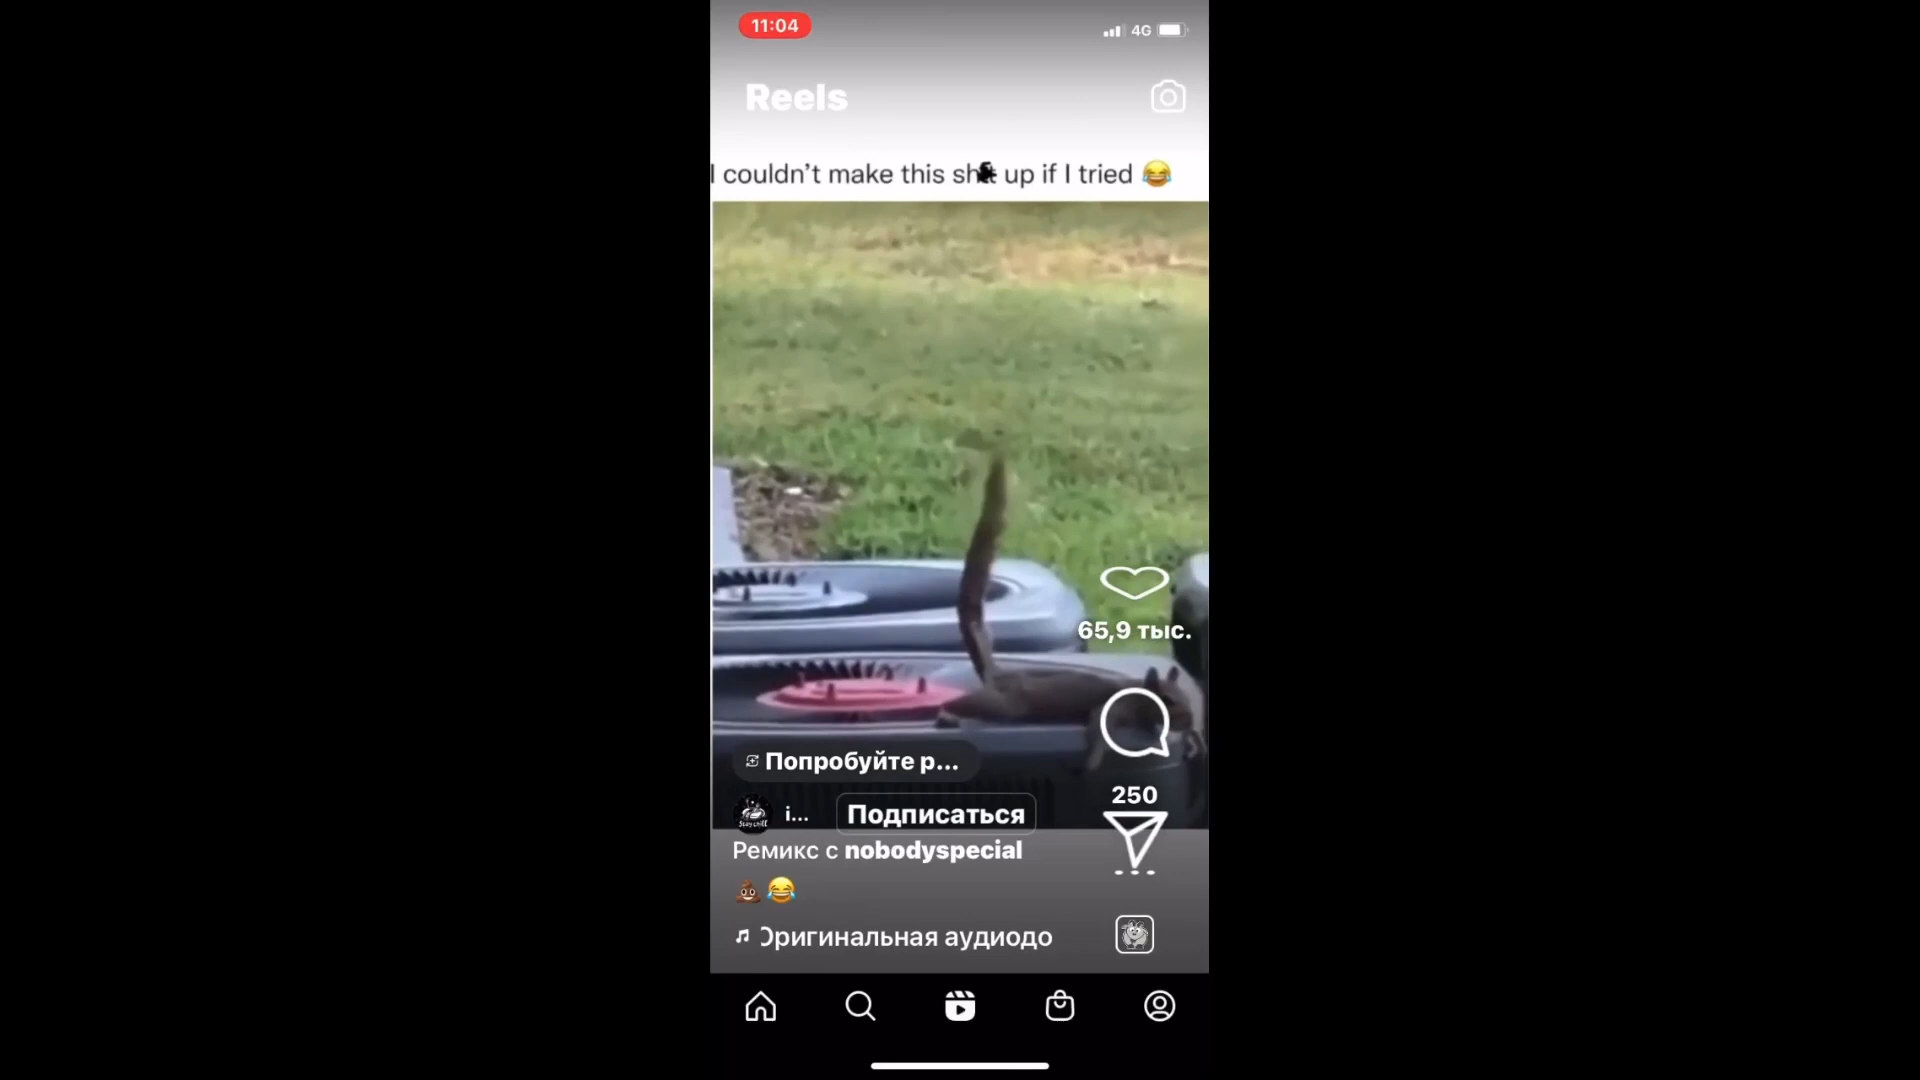 11:04
4G
Reels
I couldn't make this sh t up if I tried 😂
65,9 тыс.
Попробуйте р...
250
i... Подписаться
Ремикс с nobodyspecial
💩😂
Оригинальная аудиодо